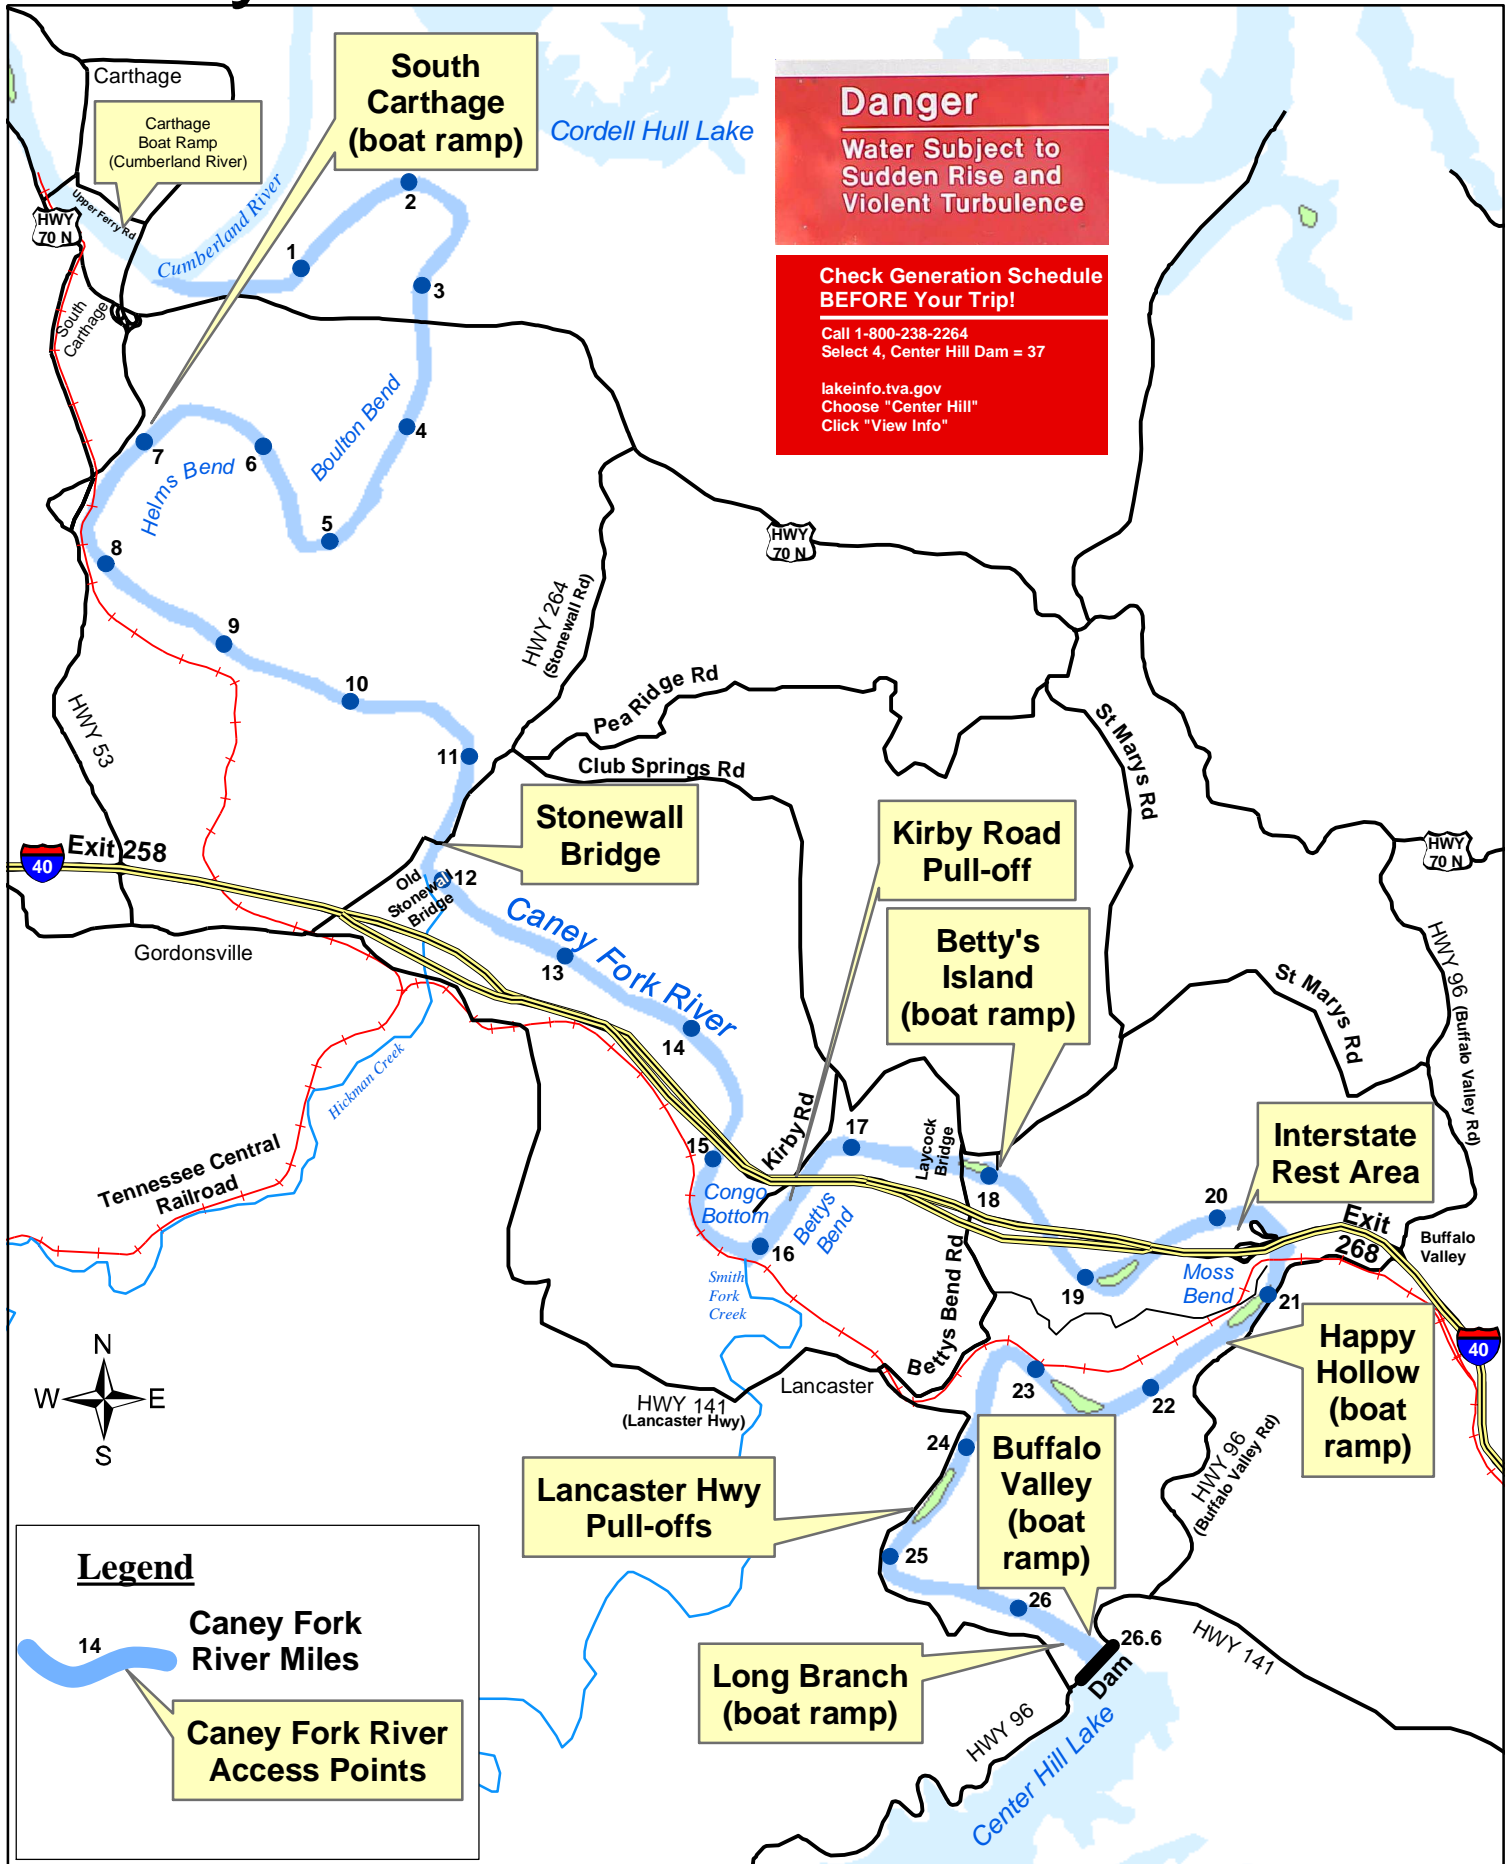 Carthage
Carthage
Boat Ramp
(Cumberland River)
South
Carthage
(boat ramp)
Cordell Hull Lake
Danger
Water Subject to
Sudden Rise and
Violent Turbulence
Check Generation Schedule
BEFORE Your Trip!
Call 1-800-238-2264
Select 4, Center Hill Dam = 37
lakeinfo.tva.gov
Choose "Center Hill"
Click "View Info"
HWY
70 N
Upper Ferry Rd
Cumberland River
1
2
3
South
Carthage
Boulton Bend
4
Helms Bend
5
6
7
8
9
10
11
HWY
70 N
HWY 264
(Stonewall Rd)
HWY 53
Pea Ridge Rd
Club Springs Rd
St Marys Rd
Stonewall
Bridge
Kirby Road
Pull-off
Betty's
Island
(boat ramp)
HWY
70 N
40
Exit 258
Old
Stonewall
Bridge
12
Gordonsville
Caney Fork River
13
14
Hickman Creek
Tennessee Central
Railroad
HWY 96 (Buffalo Valley Rd)
St Marys Rd
15
Congo
Bottom
Kirby Rd
16
17
Bettys
Bend
Laycock
Bridge
18
19
20
Interstate
Rest Area
Exit
268
Buffalo
Valley
Moss
Bend
21
Smith
Fork
Creek
Bettys Bend Rd
Happy
Hollow
(boat
ramp)
40
N
W E
S
HWY 141
(Lancaster Hwy)
Lancaster
22
23
24
HWY 96
(Buffalo Valley Rd)
Buffalo
Valley
(boat
ramp)
Lancaster Hwy
Pull-offs
25
26
26.6
Dam
HWY 141
Long Branch
(boat ramp)
HWY 96
Center Hill Lake
Legend
14
Caney Fork
River Miles
Caney Fork River
Access Points